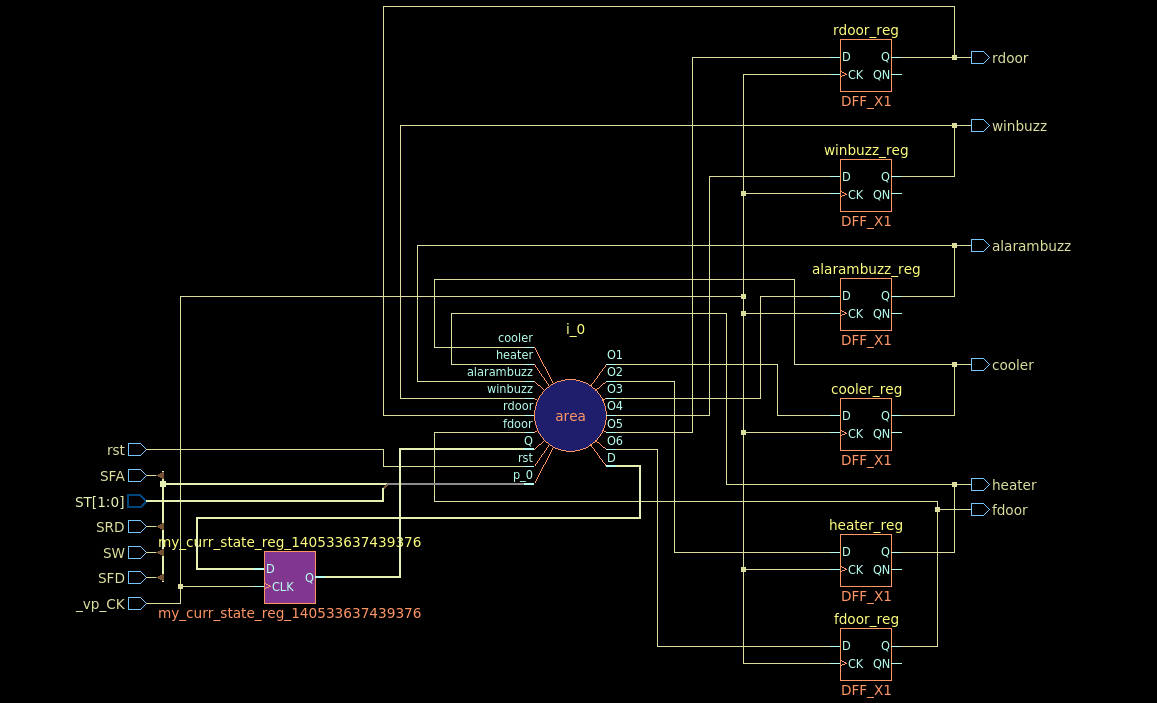 rdoor_reg
D Q
CK QN
DFF_X1
rdoor
winbuzz
winbuzz_reg
D Q
CK QN
DFF_X1
alarambuzz
alarambuzz_reg
D Q
CK QN
DFF_X1
i_0
cooler
heater
alarambuzz
winbuzz
rdoor
fdoor
Q
rst
p_0
area
O1
O2
O3
O4
O5
O6
D
cooler
cooler_reg
D Q
CK QN
DFF_X1
rst
SFA
ST[1:0]
SRD
SW
SFD
_vp_CK
my_curr_state_reg_140533637439376
D Q
CLK
my_curr_state_reg_140533637439376
heater
fdoor
heater_reg
D Q
CK QN
DFF_X1
fdoor_reg
D Q
CK QN
DFF_X1